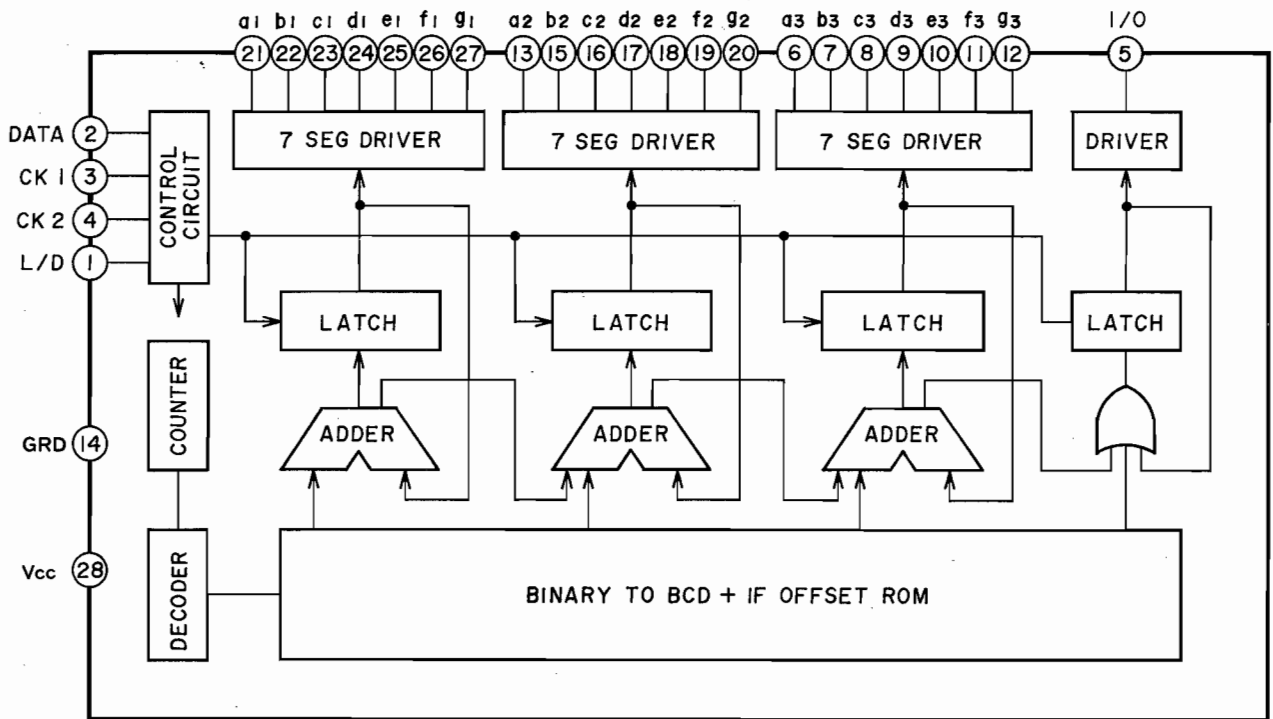 a1 b1 c1 d1 e1 f1 g1 a2 b2 c2 d2 e2 f2 g2 a3 b3 c3 d3 e3 f3 g3 I/O
21 22 23 24 25 26 27 13 15 16 17 18 19 20 6 7 8 9 10 11 12 5
7 SEG DRIVER 7 SEG DRIVER 7 SEG DRIVER DRIVER
DATA 2
CK 1 3
CK 2 4
L/D 1
CONTROL
CIRCUIT
LATCH LATCH LATCH LATCH
COUNTER
ADDER ADDER ADDER
GRD 14
Vcc 28
DECODER
BINARY TO BCD + IF OFFSET ROM